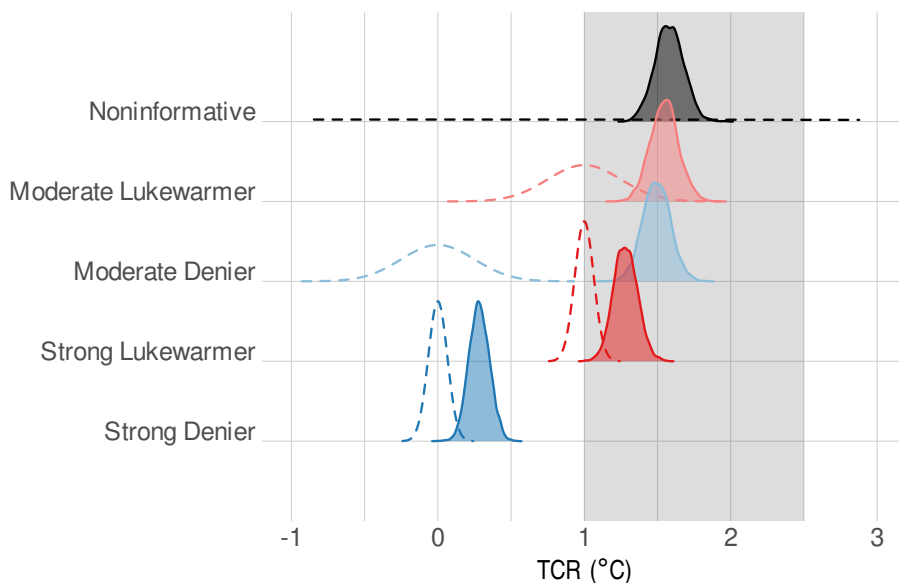 Noninformative
Moderate Lukewarmer
Moderate Denier
Strong Lukewarmer
Strong Denier
-1 0 1 2 3
TCR (°C)